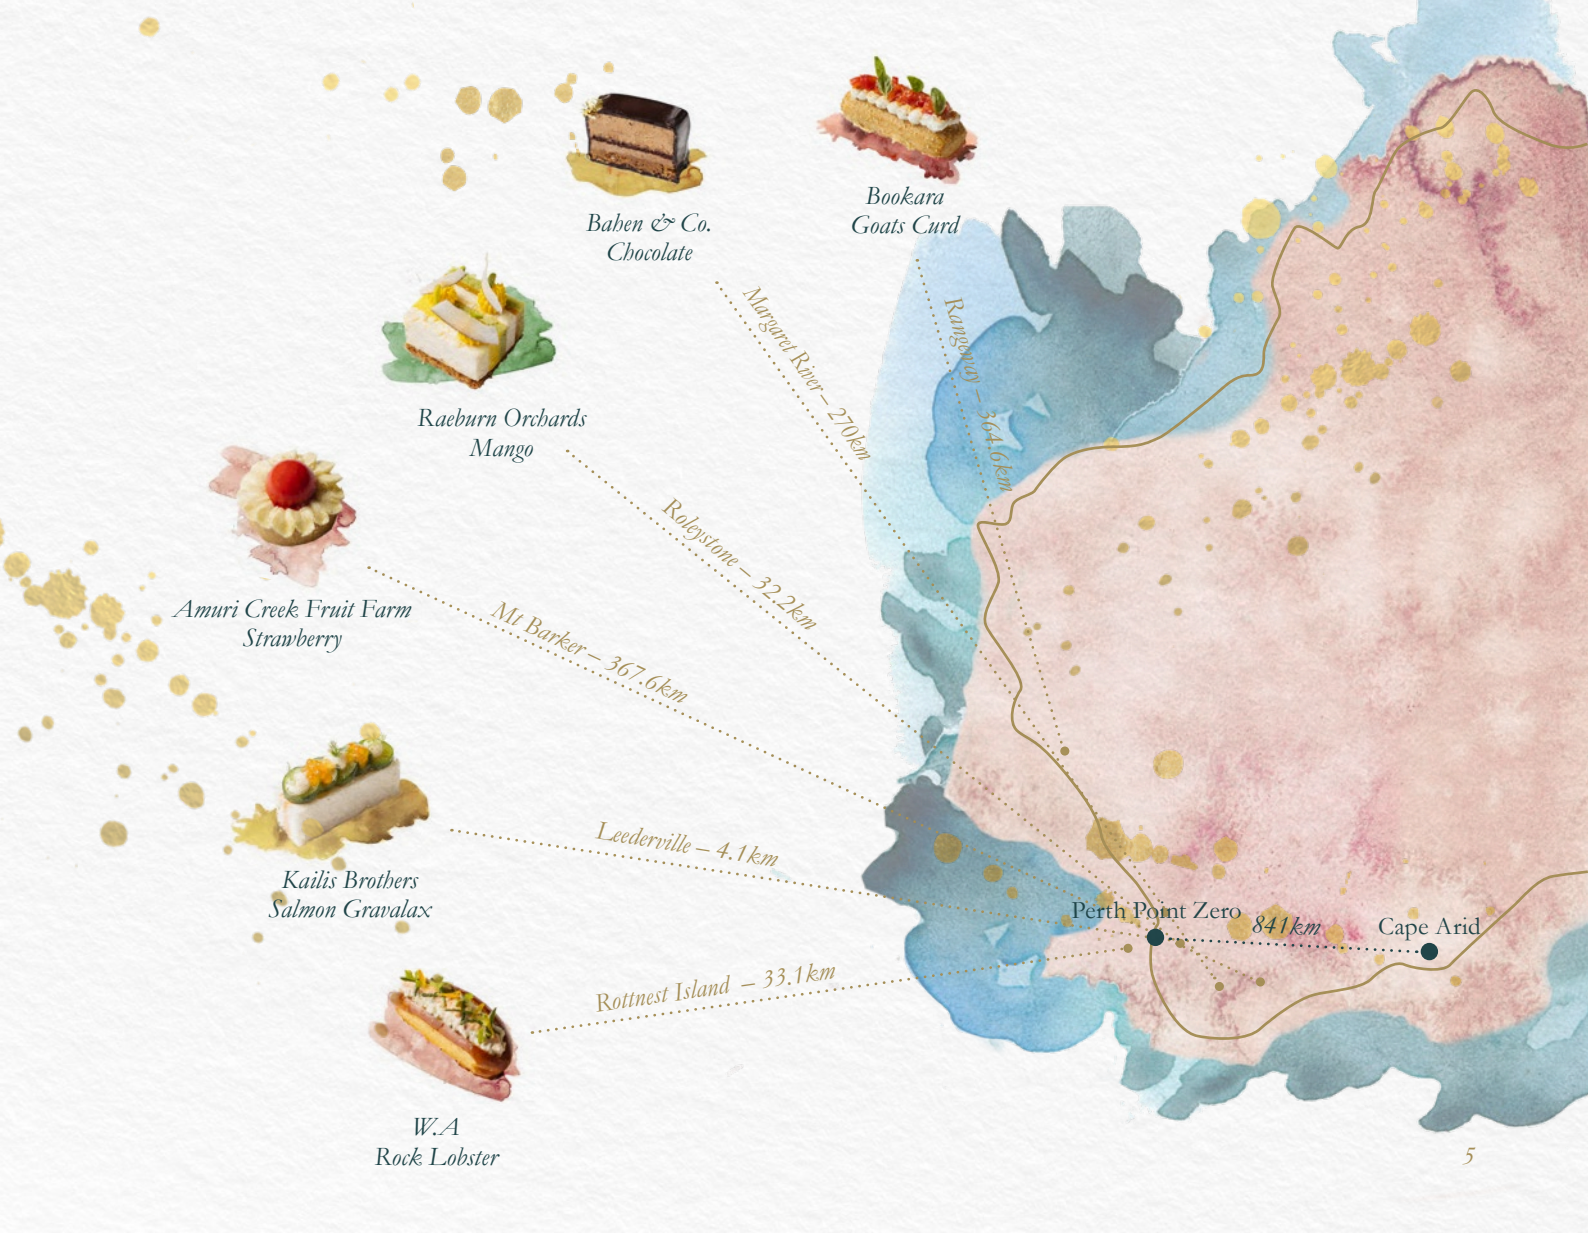 Bahen & Co.
Chocolate
Bookara
Goats Curd
Raeburn Orchards
Mango
Amuri Creek Fruit Farm
Strawberry
Kailis Brothers
Salmon Gravalax
W.A
Rock Lobster
Margaret River – 270km
Rangeway – 364.6km
Roleystone – 32.2km
Mt Barker – 367.6km
Leederville – 4.1km
Rottnest Island – 33.1km
Perth Point Zero
841km
Cape Arid
5